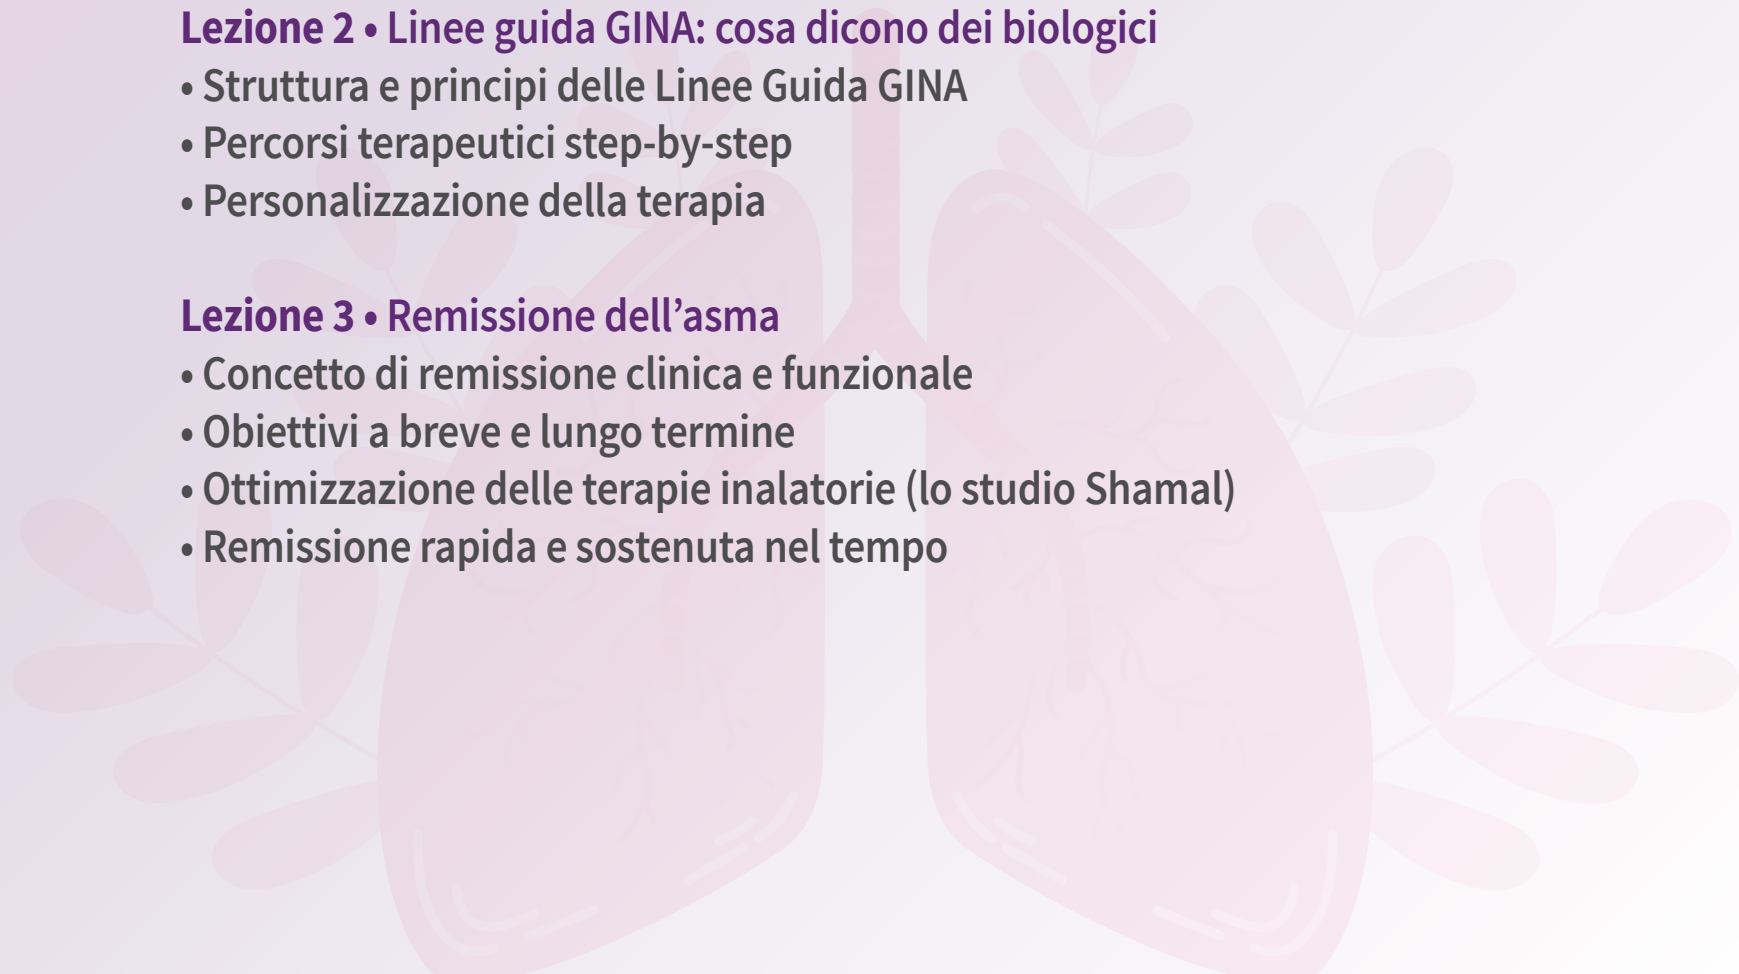 Lezione 2 • Linee guida GINA: cosa dicono dei biologici
• Struttura e principi delle Linee Guida GINA
• Percorsi terapeutici step-by-step
• Personalizzazione della terapia
Lezione 3 • Remissione dell’asma
• Concetto di remissione clinica e funzionale
• Obiettivi a breve e lungo termine
• Ottimizzazione delle terapie inalatorie (lo studio Shamal)
• Remissione rapida e sostenuta nel tempo